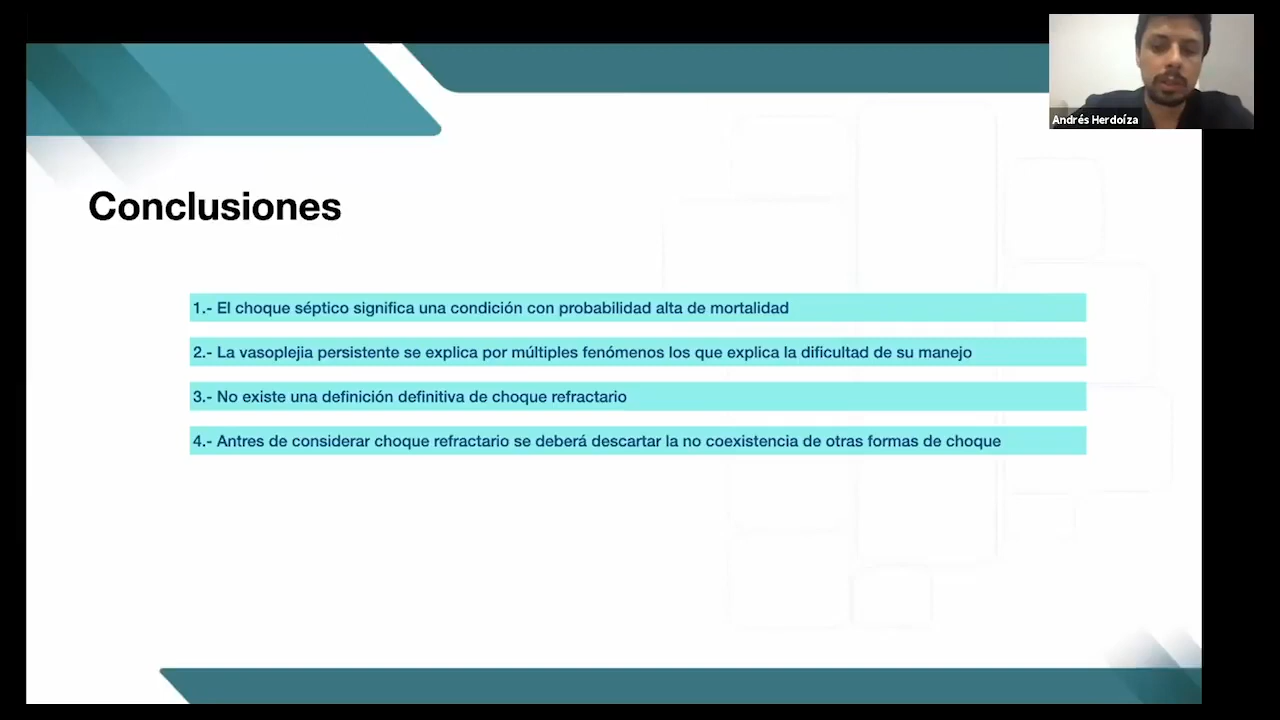 Andrés Herdoíza
Conclusiones
1.- El choque séptico significa una condición con probabilidad alta de mortalidad
2.- La vasoplejia persistente se explica por múltiples fenómenos los que explica la dificultad de su manejo
3.- No existe una definición definitiva de choque refractario
4.- Antres de considerar choque refractario se deberá descartar la no coexistencia de otras formas de choque